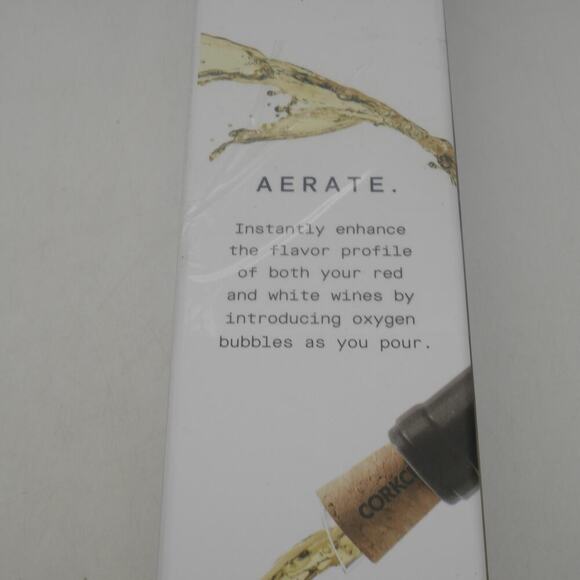 AERATE.
Instantly enhance
the flavor profile
of both your red
and white wines by
introducing oxygen
bubbles as you pour.
CORKC